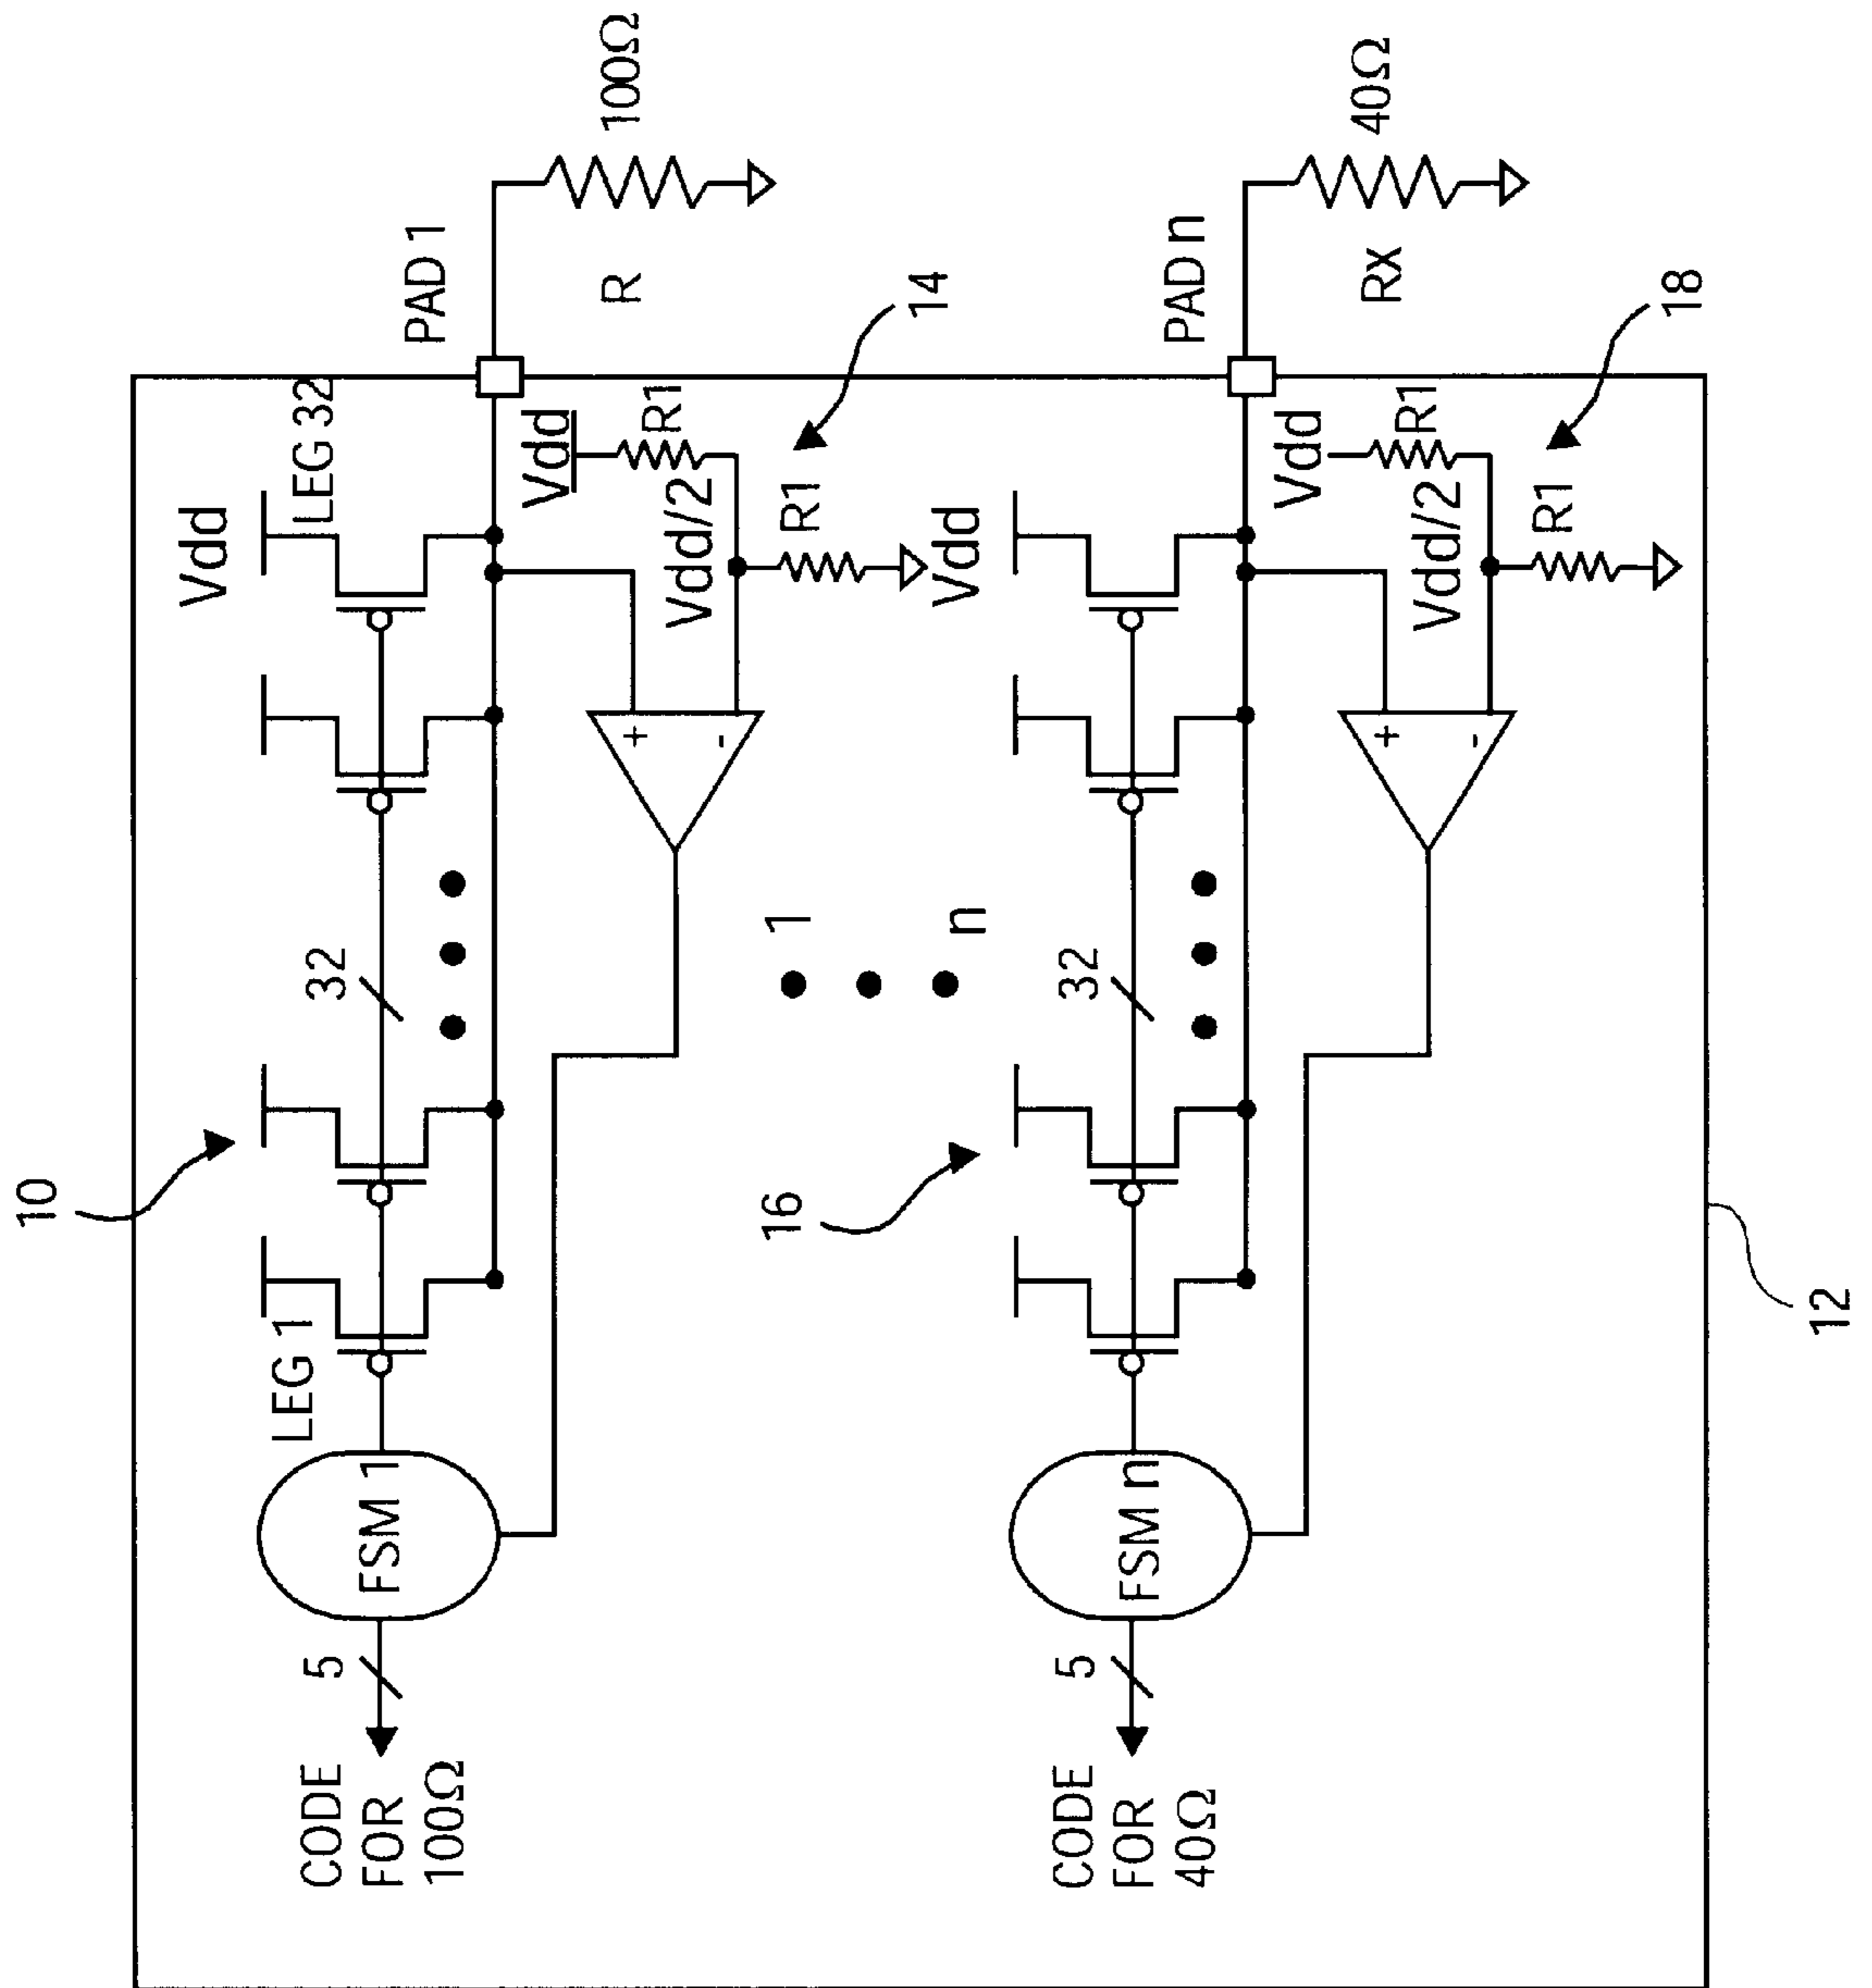 10
Vdd
LEG 1
LEG 32
32
PAD 1
FSM 1
5
CODE
FOR
100Ω
Vdd
R1
Vdd/2
R1
+
-
R
100Ω
14
1
n
16
Vdd
32
PAD n
FSM n
5
CODE
FOR
40Ω
Vdd
R1
Vdd/2
R1
+
-
Rx
40Ω
18
12